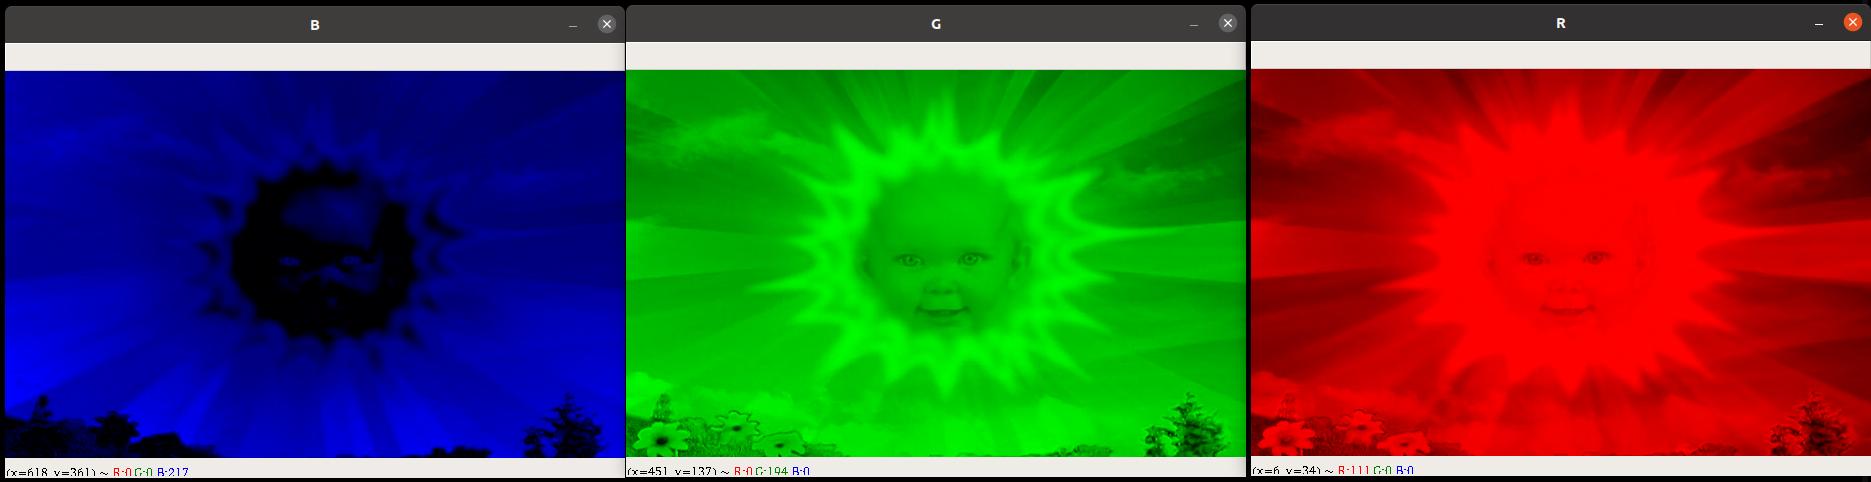 B
G
R
(x=618, y=361) ~ R:0 G:0 B:217
(x=451, y=137) ~ R:0 G:194 B:0
(x=6, y=34) ~ R:111 G:0 B:0